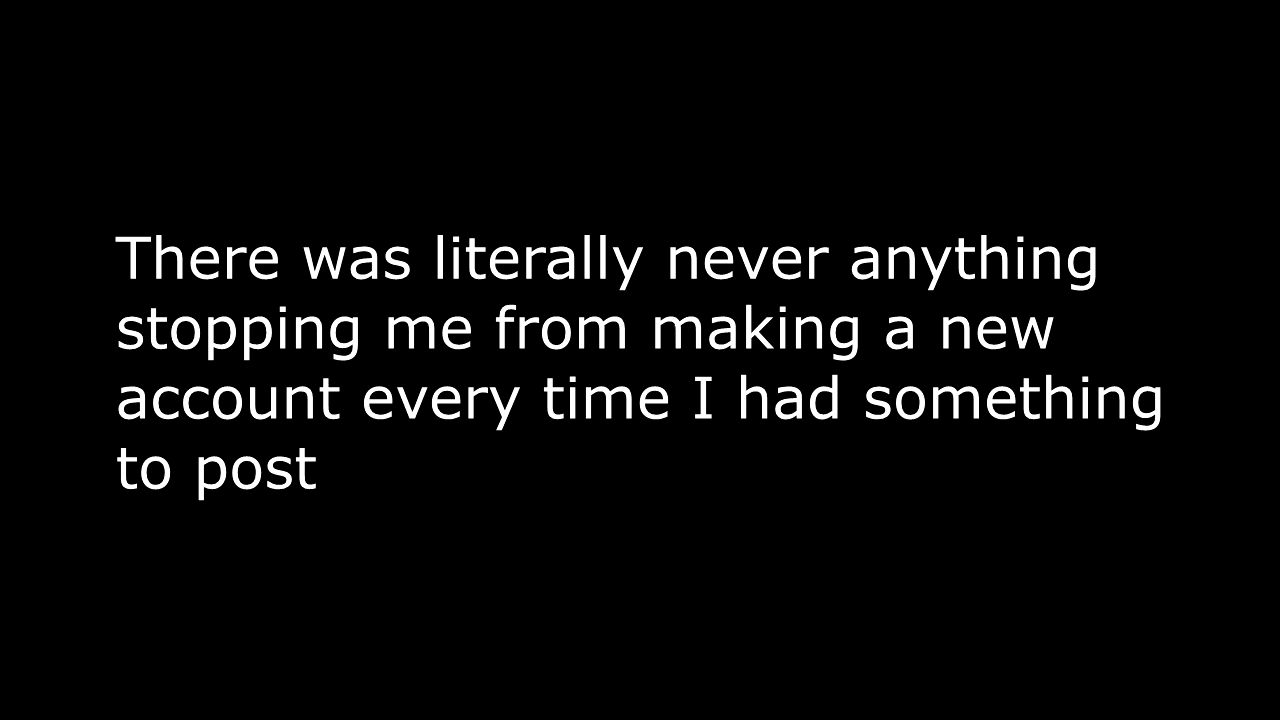 There was literally never anything
stopping me from making a new
account every time I had something
to post